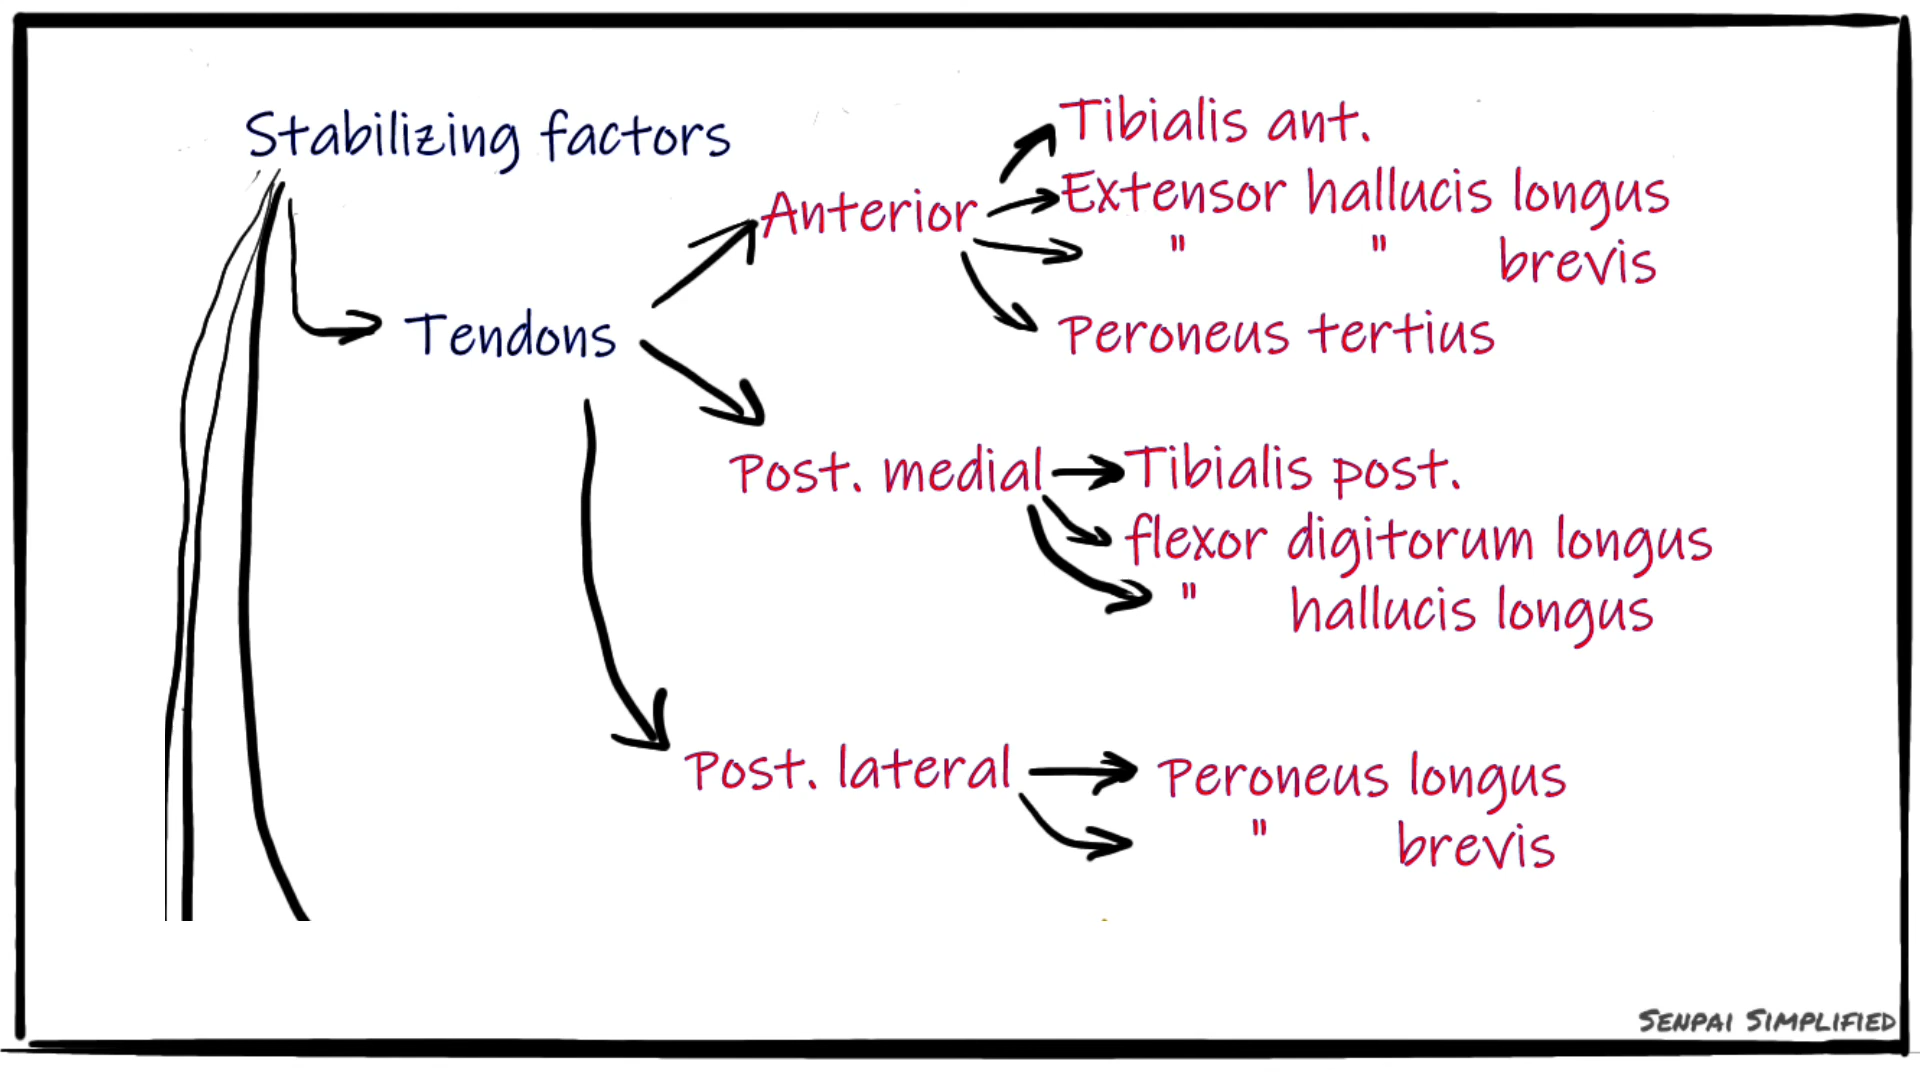 Stabilizing factors
Tendons
Anterior
Tibialis ant.
Extensor hallucis longus
" " brevis
Peroneus tertius
Post. medial
Tibialis post.
flexor digitorum longus
" hallucis longus
Post. lateral
Peroneus longus
" brevis
SENPAI SIMPLIFIED